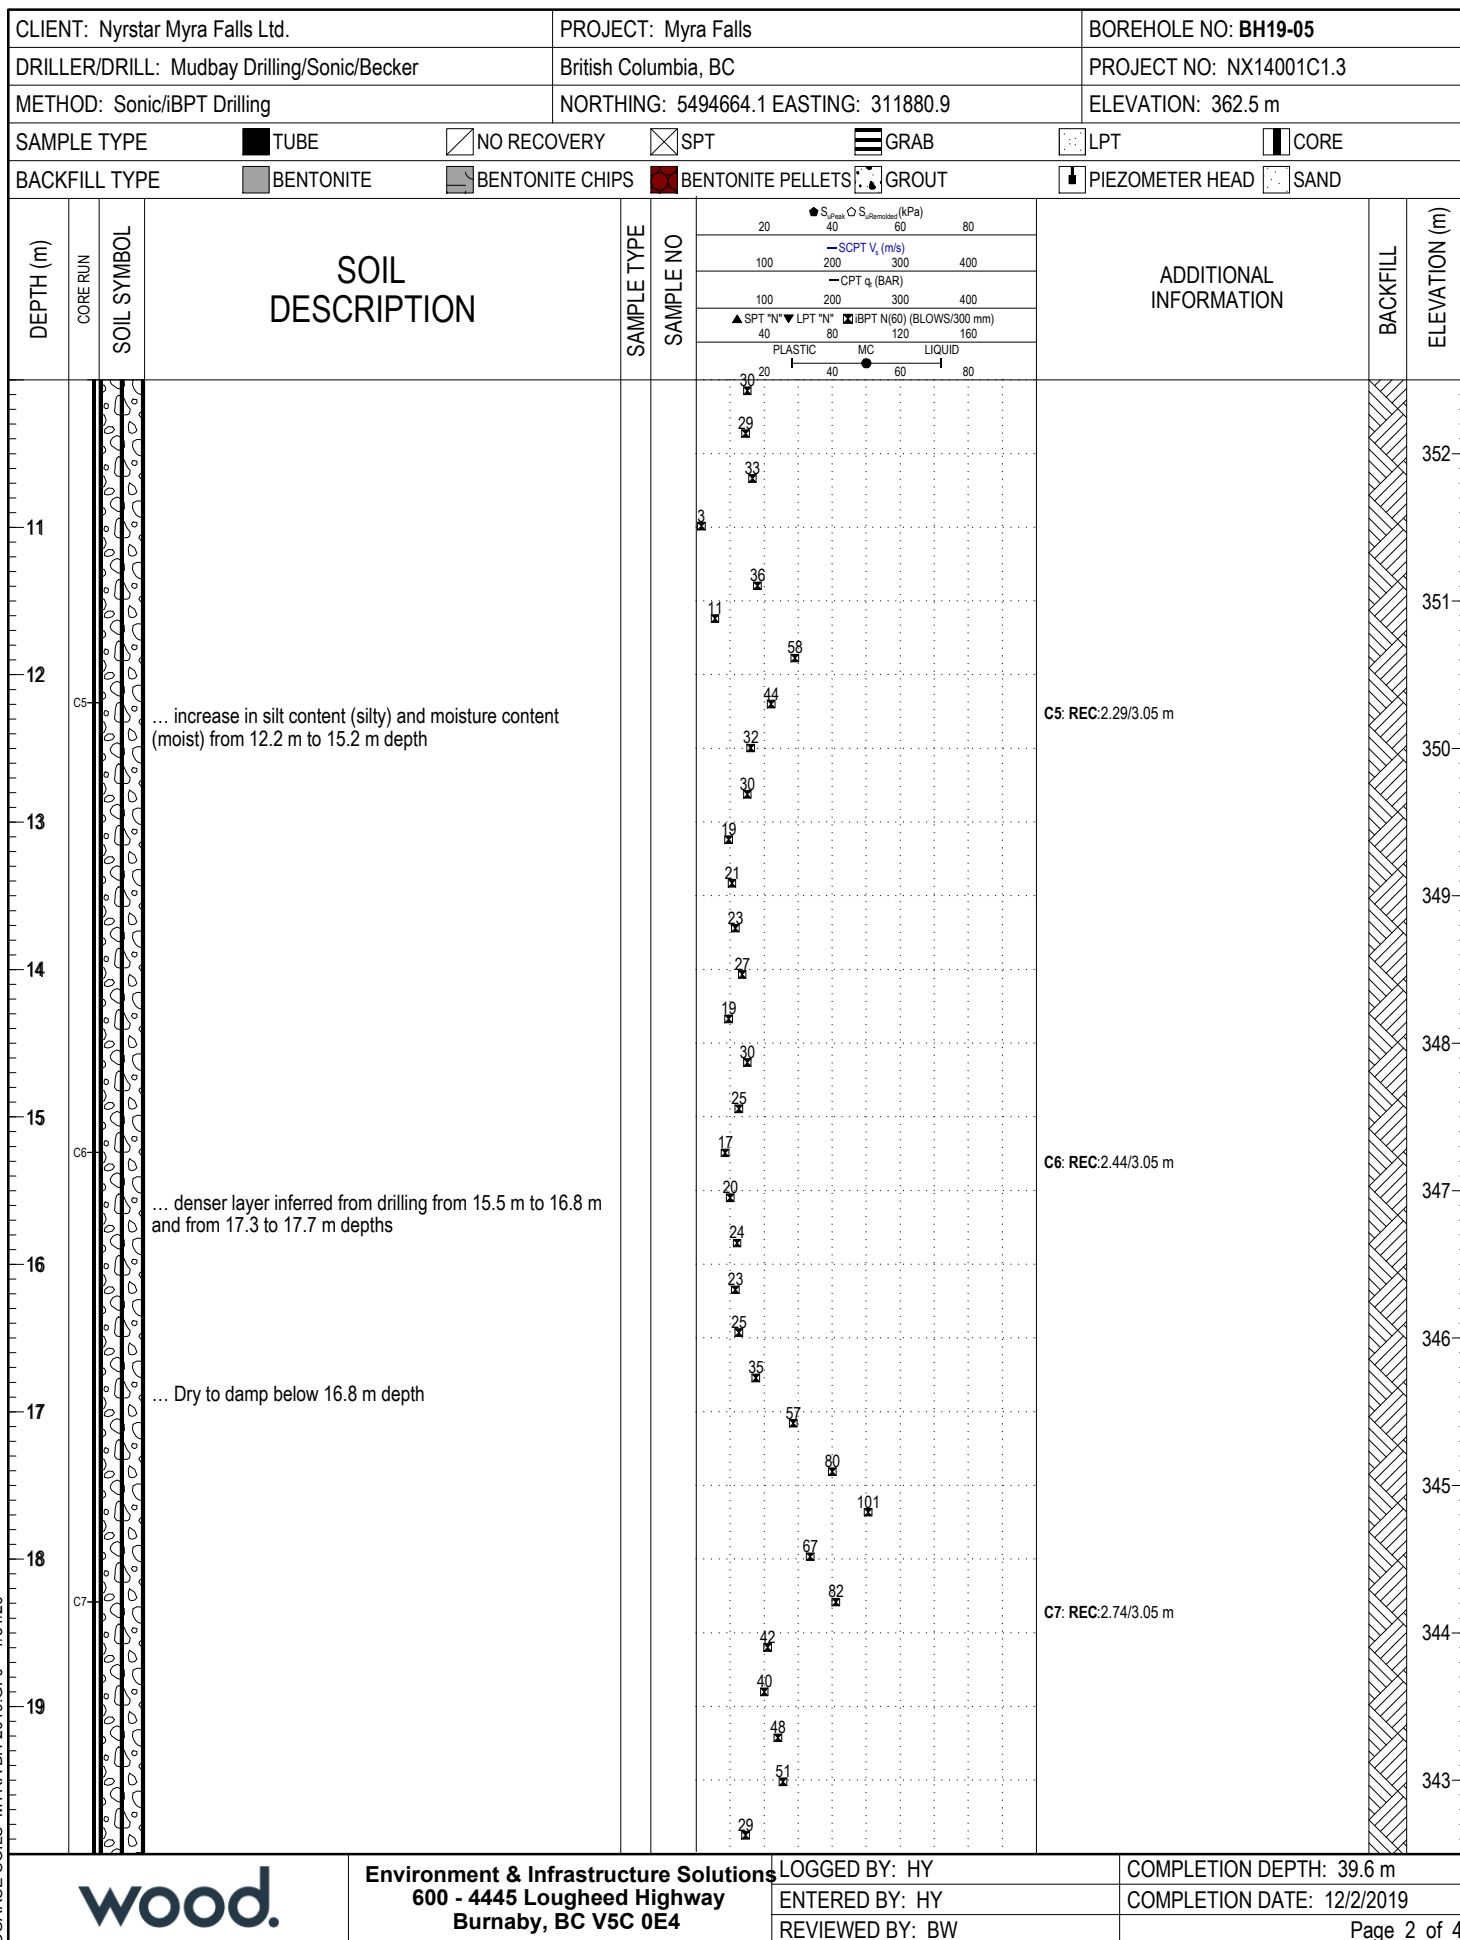 CLIENT: Nyrstar Myra Falls Ltd. PROJECT: Myra Falls BOREHOLE NO: BH19-05
DRILLER/DRILL: Mudbay Drilling/Sonic/Becker British Columbia, BC PROJECT NO: NX14001C1.3
METHOD: Sonic/iBPT Drilling NORTHING: 5494664.1 EASTING: 311880.9 ELEVATION: 362.5 m
SAMPLE TYPE TUBE NO RECOVERY SPT GRAB LPT CORE
BACKFILL TYPE BENTONITE BENTONITE CHIPS BENTONITE PELLETS GROUT PIEZOMETER HEAD SAND
DEPTH (m)
CORE RUN
SOIL SYMBOL
SOIL
DESCRIPTION
SAMPLE TYPE
SAMPLE NO
SuPeak SuRemolded (kPa)
20 40 60 80
SCPT Vs (m/s)
100 200 300 400
CPT qt (BAR)
100 200 300 400
SPT "N" LPT "N" iBPT N(60) (BLOWS/300 mm)
40 80 120 160
PLASTIC MC LIQUID
20 40 60 80
ADDITIONAL
INFORMATION
BACKFILL
ELEVATION (m)
30
29
352
33
11 3
36
351
11
58
12
44
C5
... increase in silt content (silty) and moisture content C5: REC:2.29/3.05 m
(moist) from 12.2 m to 15.2 m depth
32 350
30
13
19
21
349
23
14 27
19
348
30
25
15
17
C6 C6: REC:2.44/3.05 m
20 347
... denser layer inferred from drilling from 15.5 m to 16.8 m
and from 17.3 to 17.7 m depths
24
16
23
25 346
35
... Dry to damp below 16.8 m depth
17 57
80
345
101
18 67
82
C7 C7: REC:2.74/3.05 m
42 344
40
19
48
51 343
29
wood.
Environment & Infrastructure Solutions
600 - 4445 Lougheed Highway
Burnaby, BC V5C 0E4
LOGGED BY: HY COMPLETION DEPTH: 39.6 m
ENTERED BY: HY COMPLETION DATE: 12/2/2019
REVIEWED BY: BW Page 2 of 4